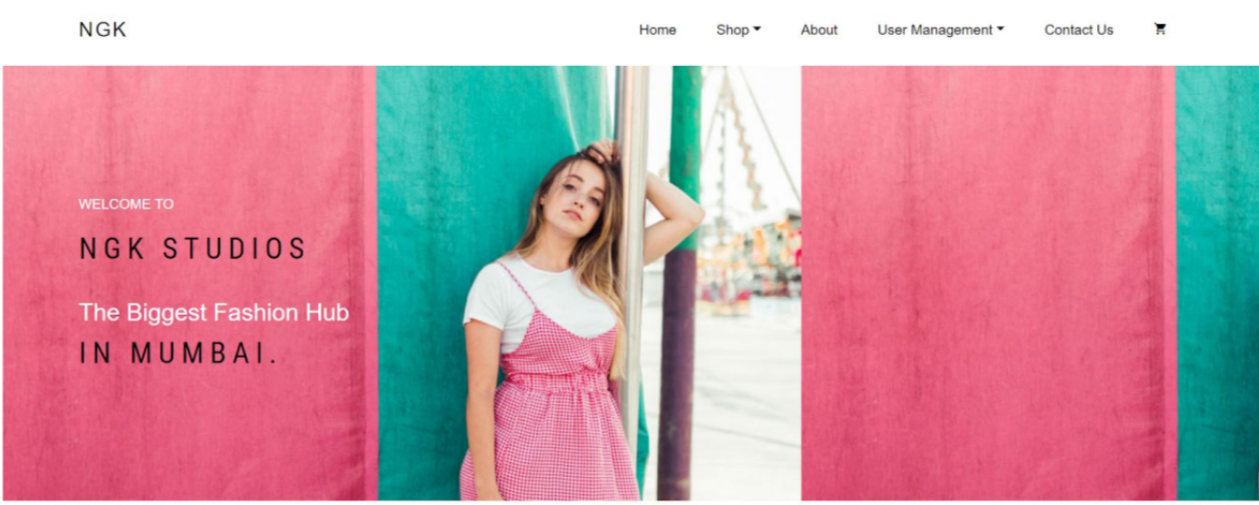 NGK
Home Shop About User Management Contact Us
WELCOME TO
NGK STUDIOS
The Biggest Fashion Hub
IN MUMBAI.